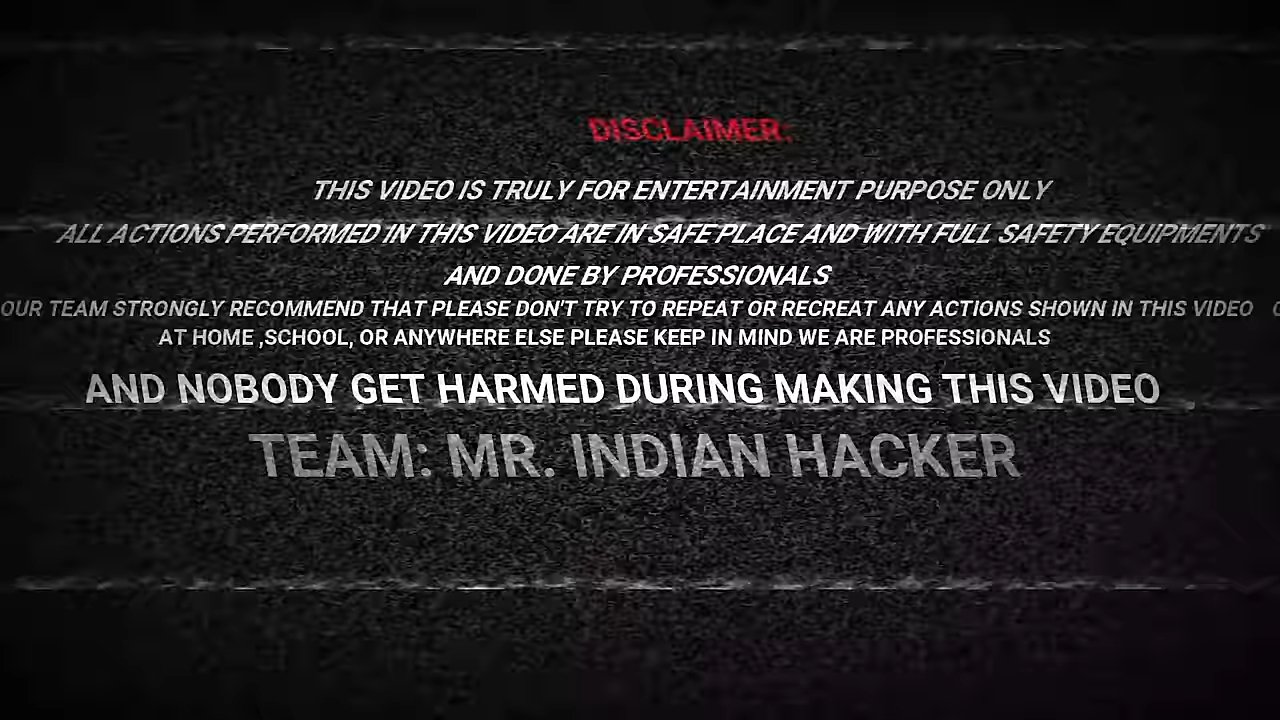 DISCLAIMER:
THIS VIDEO IS TRULY FOR ENTERTAINMENT PURPOSE ONLY
ALL ACTIONS PERFORMED IN THIS VIDEO ARE IN SAFE PLACE AND WITH FULL SAFETY EQUIPMENTS
AND DONE BY PROFESSIONALS
OUR TEAM STRONGLY RECOMMEND THAT PLEASE DON'T TRY TO REPEAT OR RECREAT ANY ACTIONS SHOWN IN THIS VIDEO
AT HOME ,SCHOOL, OR ANYWHERE ELSE PLEASE KEEP IN MIND WE ARE PROFESSIONALS
AND NOBODY GET HARMED DURING MAKING THIS VIDEO
TEAM: MR. INDIAN HACKER